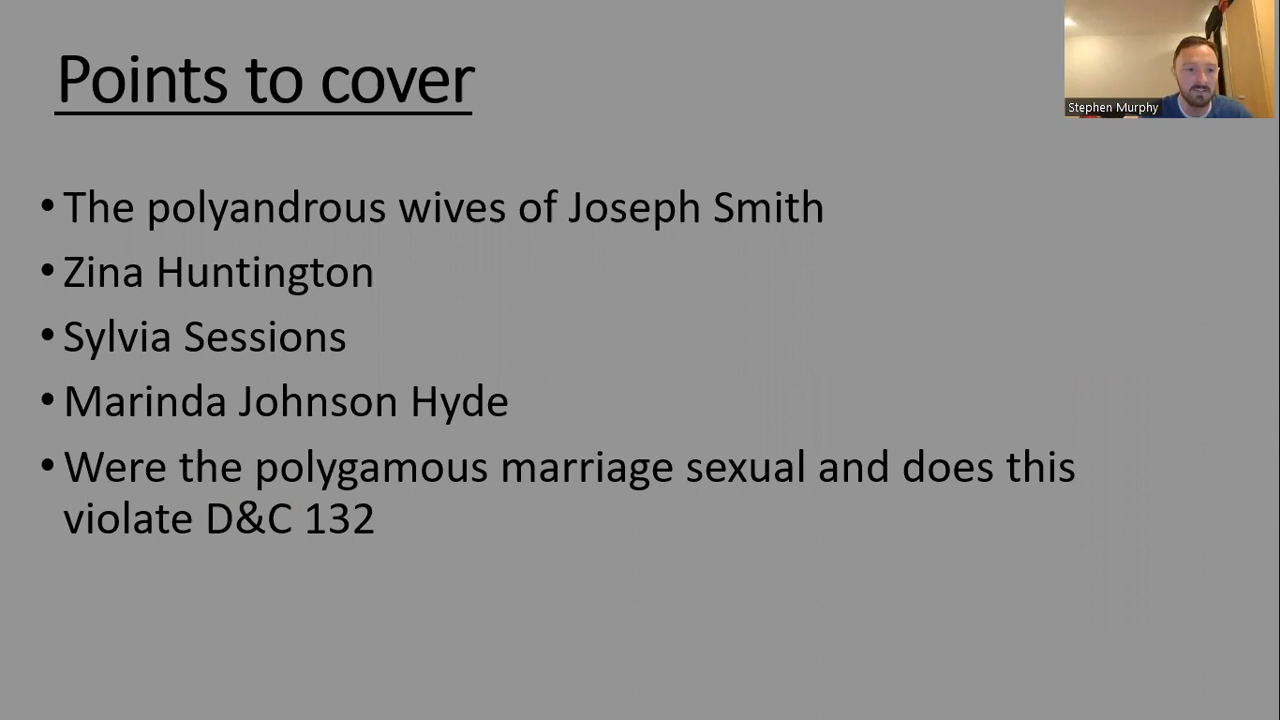 Points to cover
Stephen Murphy
• The polyandrous wives of Joseph Smith
• Zina Huntington
• Sylvia Sessions
• Marinda Johnson Hyde
• Were the polygamous marriage sexual and does this
violate D&C 132